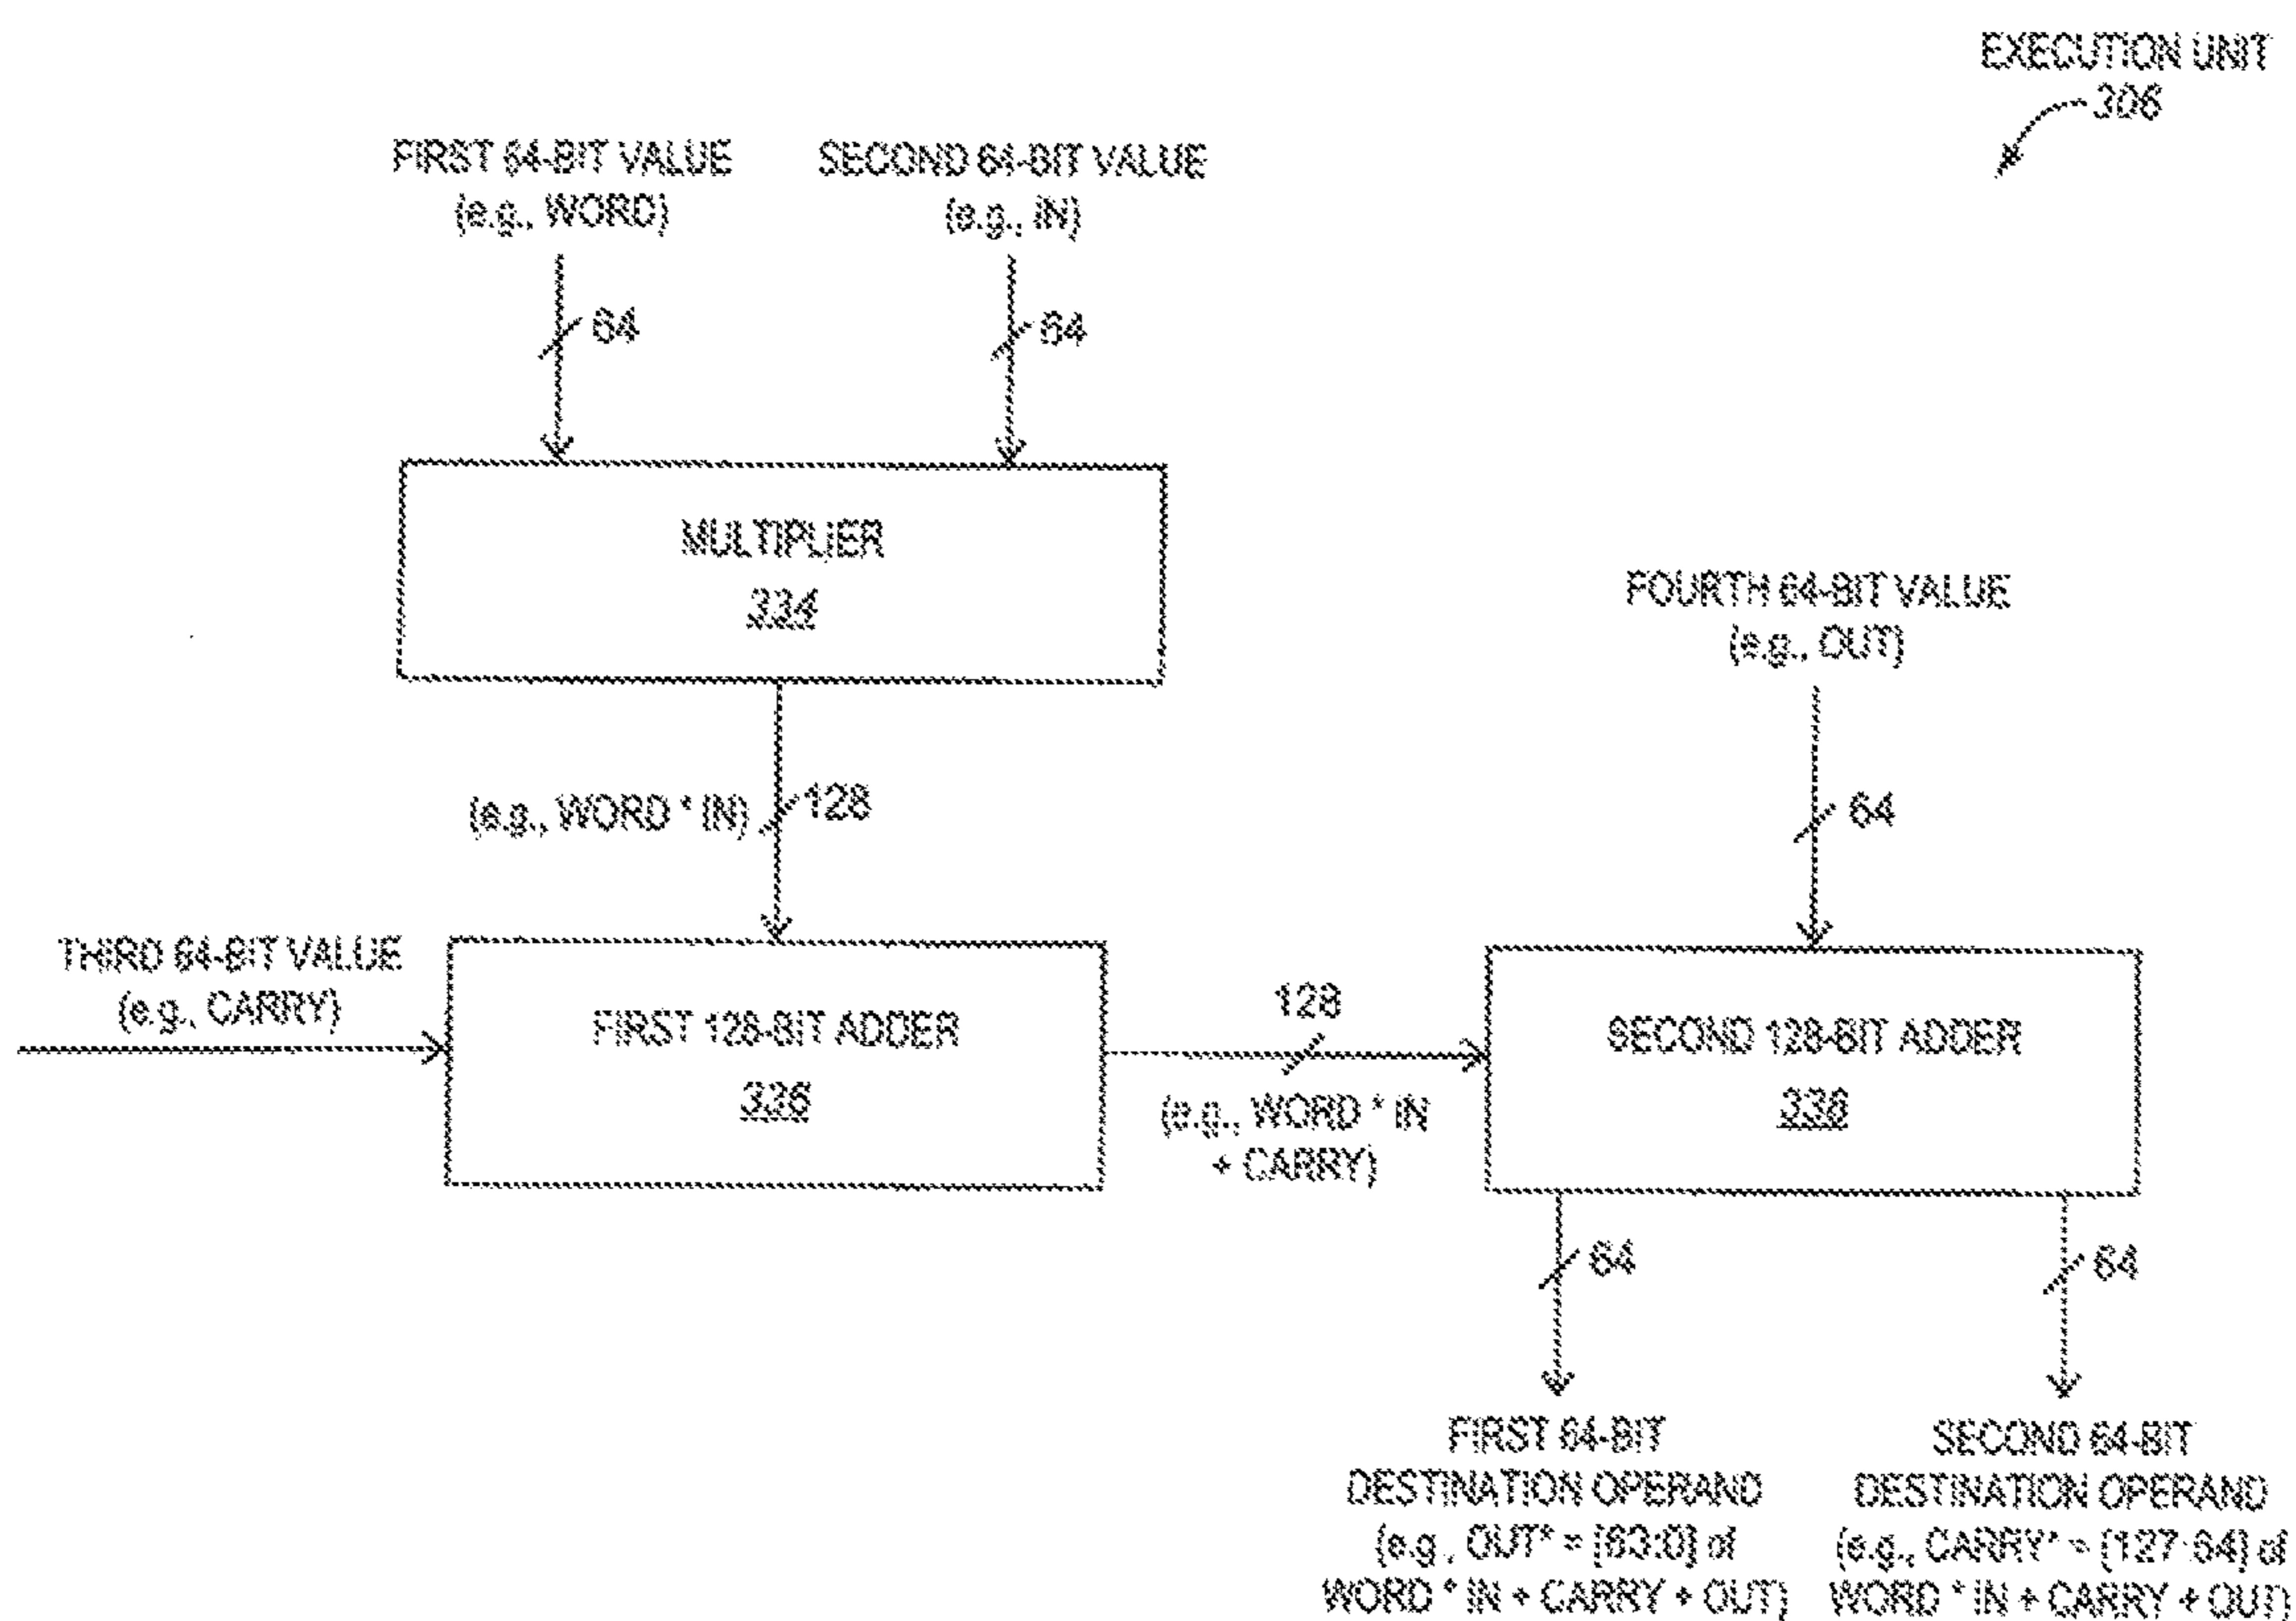 EXECUTION UNIT
306
FIRST 64-BIT VALUE
(e.g., WORD)
SECOND 64-BIT VALUE
(e.g., IN)
64
64
MULTIPLIER
334
FOURTH 64-BIT VALUE
(e.g., OUT)
(e.g., WORD * IN)
128
64
THIRD 64-BIT VALUE
(e.g., CARRY)
FIRST 128-BIT ADDER
336
128
(e.g., WORD * IN
+ CARRY)
SECOND 128-BIT ADDER
338
64
64
FIRST 64-BIT
DESTINATION OPERAND
(e.g., OUT* = [63:0] of
WORD * IN + CARRY + OUT)
SECOND 64-BIT
DESTINATION OPERAND
(e.g., CARRY* = [127:64] of
WORD * IN + CARRY + OUT)